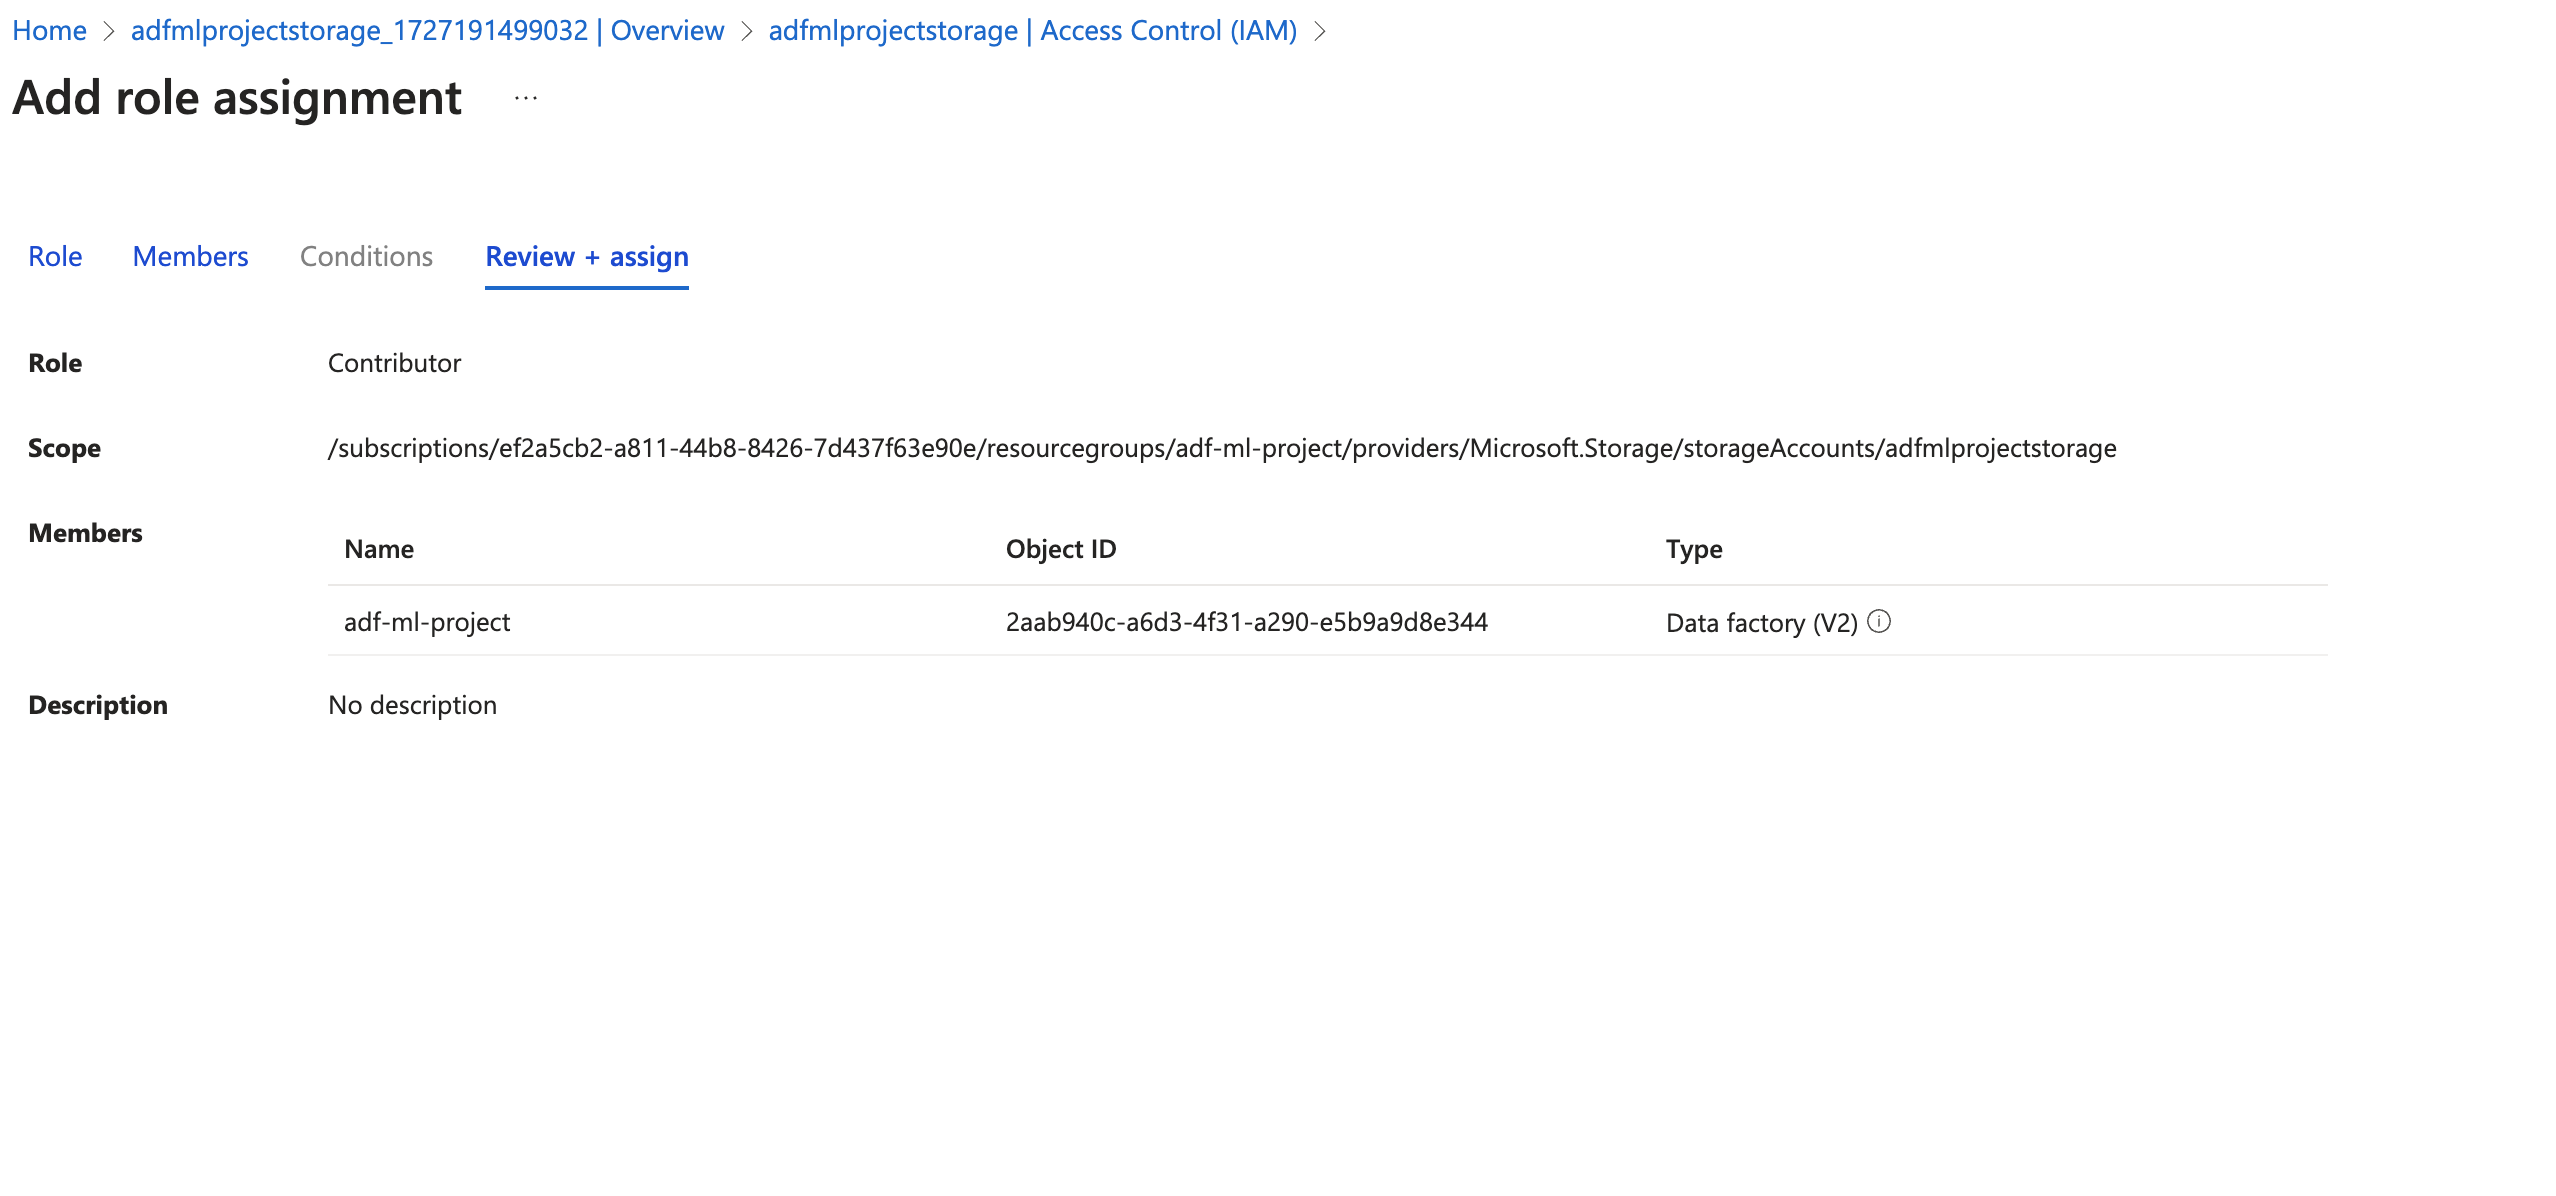 Home > adfmlprojectstorage_1727191499032 | Overview > adfmlprojectstorage | Access Control (IAM) >
Add role assignment ...
Role Members Conditions Review + assign
Role Contributor
Scope /subscriptions/ef2a5cb2-a811-44b8-8426-7d437f63e90e/resourcegroups/adf-ml-project/providers/Microsoft.Storage/storageAccounts/adfmlprojectstorage
Members
Name Object ID Type
adf-ml-project 2aab940c-a6d3-4f31-a290-e5b9a9d8e344 Data factory (V2)
Description No description